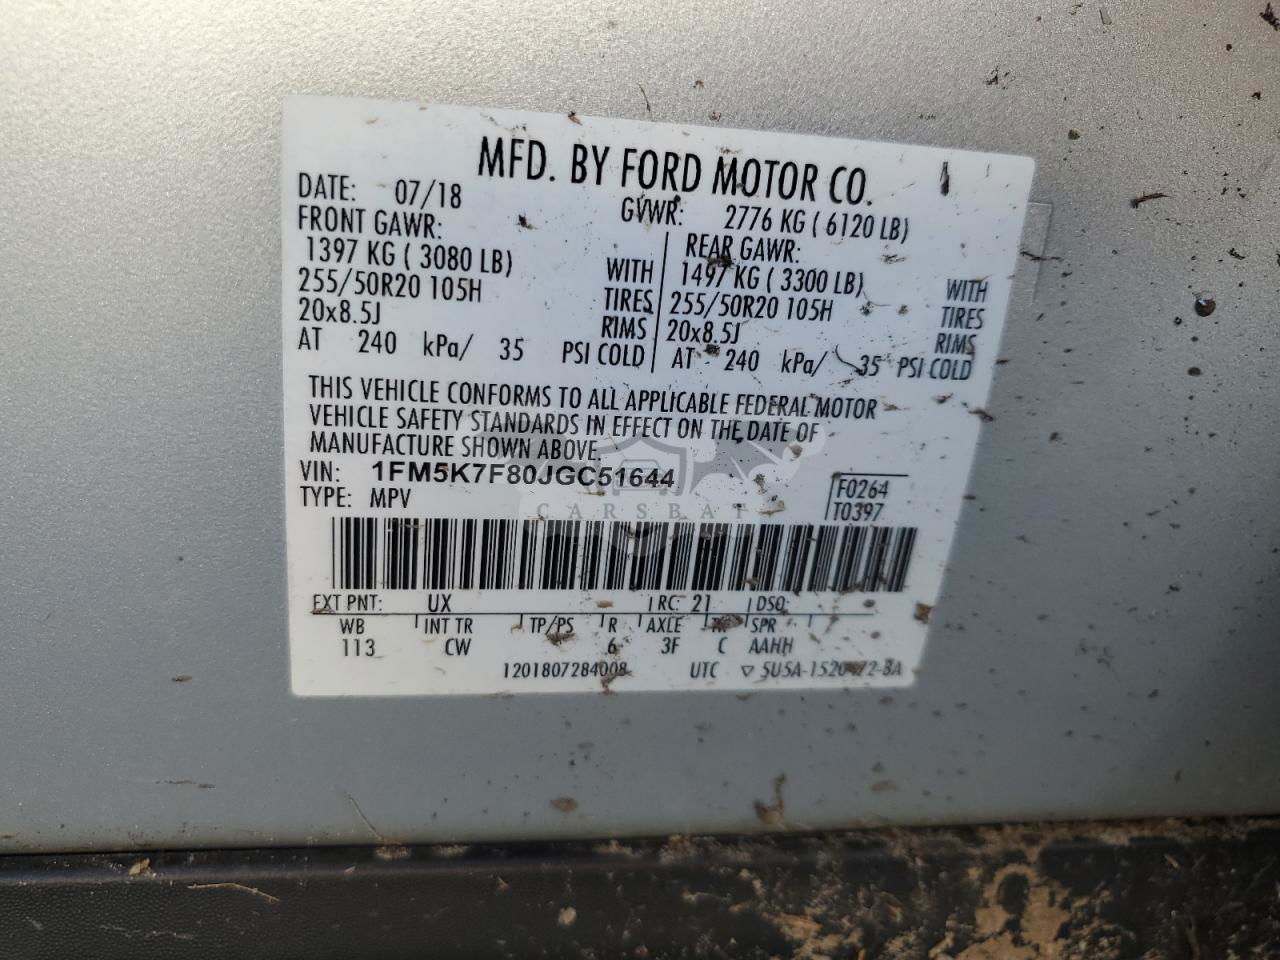 MFD. BY FORD MOTOR CO.
DATE: 07/18 GVWR: 2776 KG ( 6120 LB)
FRONT GAWR: REAR GAWR:
1397 KG ( 3080 LB) WITH 1497 KG ( 3300 LB) WITH
255/50R20 105H TIRES 255/50R20 105H TIRES
20x8.5J RIMS 20x8.5J RIMS
AT 240 kPa/ 35 PSI COLD AT 240 kPa/ 35 PSI COLD
THIS VEHICLE CONFORMS TO ALL APPLICABLE FEDERAL MOTOR
VEHICLE SAFETY STANDARDS IN EFFECT ON THE DATE OF
MANUFACTURE SHOWN ABOVE.
VIN: 1FM5K7F80JGC51644
TYPE: MPV
F0264
T0397
CARSBAT
EXT PNT: UX RC: 21 DSO:
WB INT TR TP/PS R AXLE SPR
113 CW 6 3F C AAHH
1201807284008 UTC